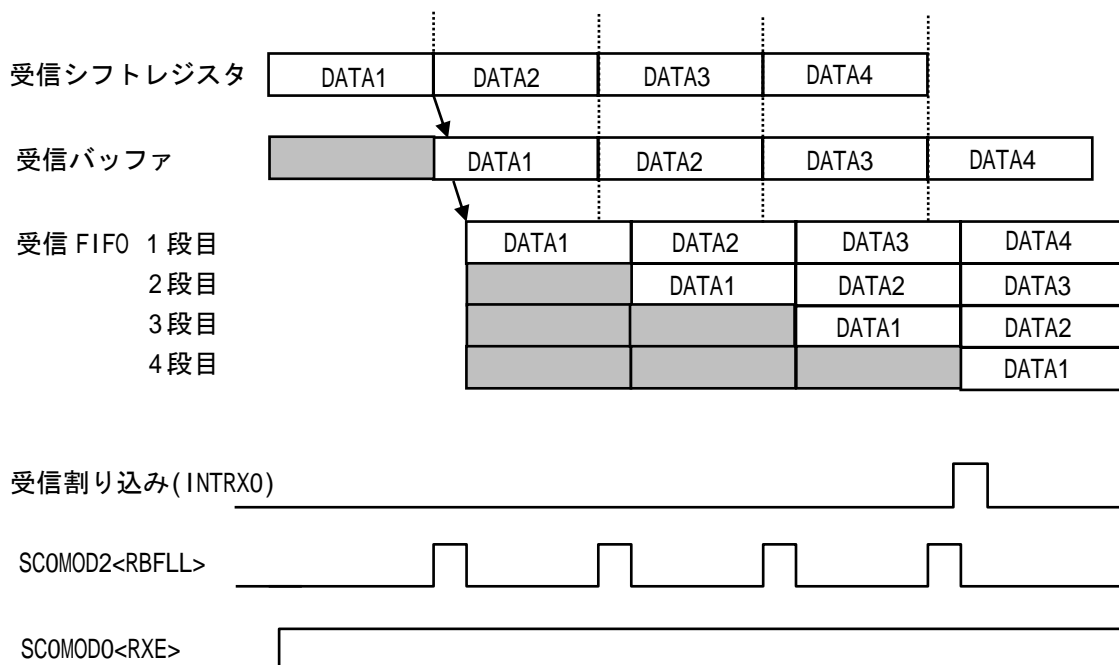 受信シフトレジスタ DATA1 DATA2 DATA3 DATA4
受信バッファ DATA1 DATA2 DATA3 DATA4
受信 FIFO 1段目 DATA1 DATA2 DATA3 DATA4
2段目 DATA1 DATA2 DATA3
3段目 DATA1 DATA2
4段目 DATA1
受信割り込み(INTRX0)
SC0MOD2<RBFLL>
SC0MOD0<RXE>